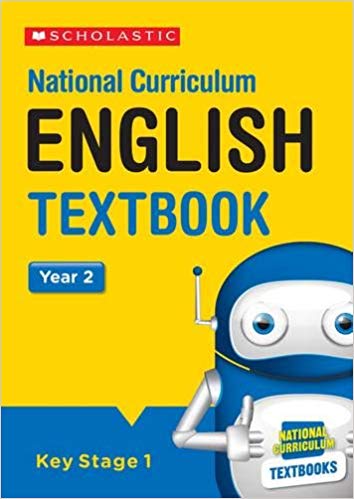 SCHOLASTIC
National Curriculum
ENGLISH
TEXTBOOK
Year 2
NATIONAL
CURRICULUM
TEXTBOOKS
Key Stage 1